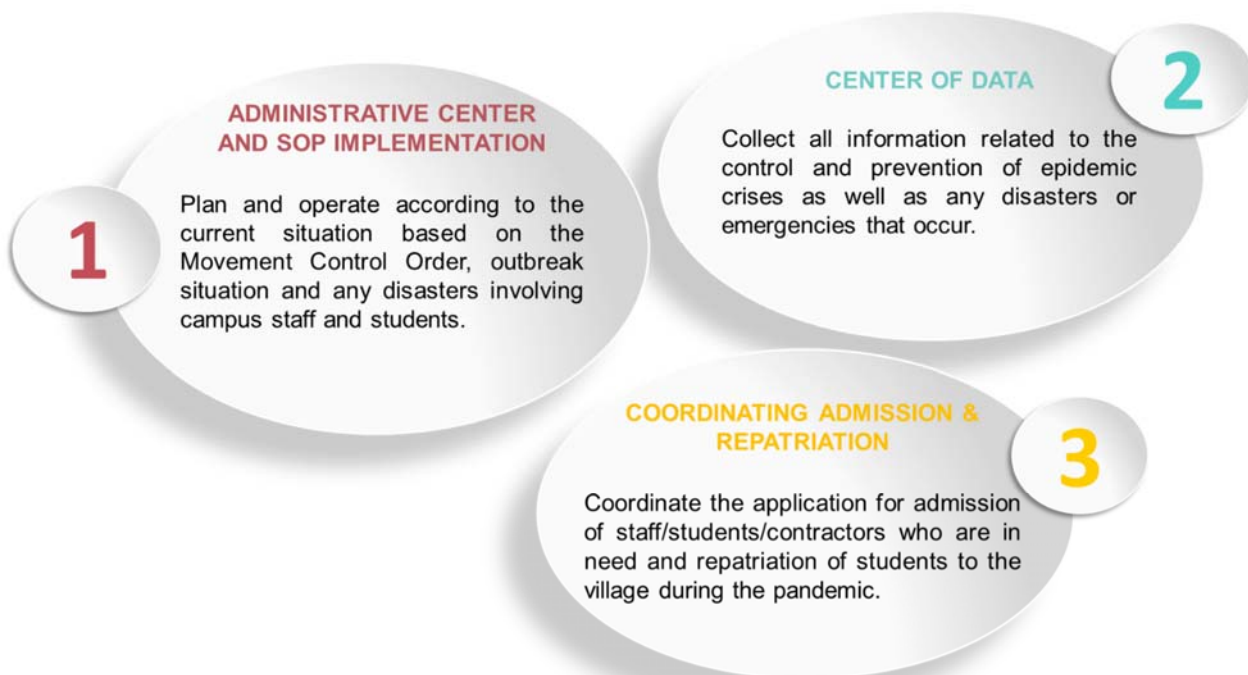 1
ADMINISTRATIVE CENTER
AND SOP IMPLEMENTATION
Plan and operate according to the
current situation based on the
Movement Control Order, outbreak
situation and any disasters involving
campus staff and students.
2
CENTER OF DATA
Collect all information related to the
control and prevention of epidemic
crises as well as any disasters or
emergencies that occur.
3
COORDINATING ADMISSION &
REPATRIATION
Coordinate the application for admission
of staff/students/contractors who are in
need and repatriation of students to the
village during the pandemic.